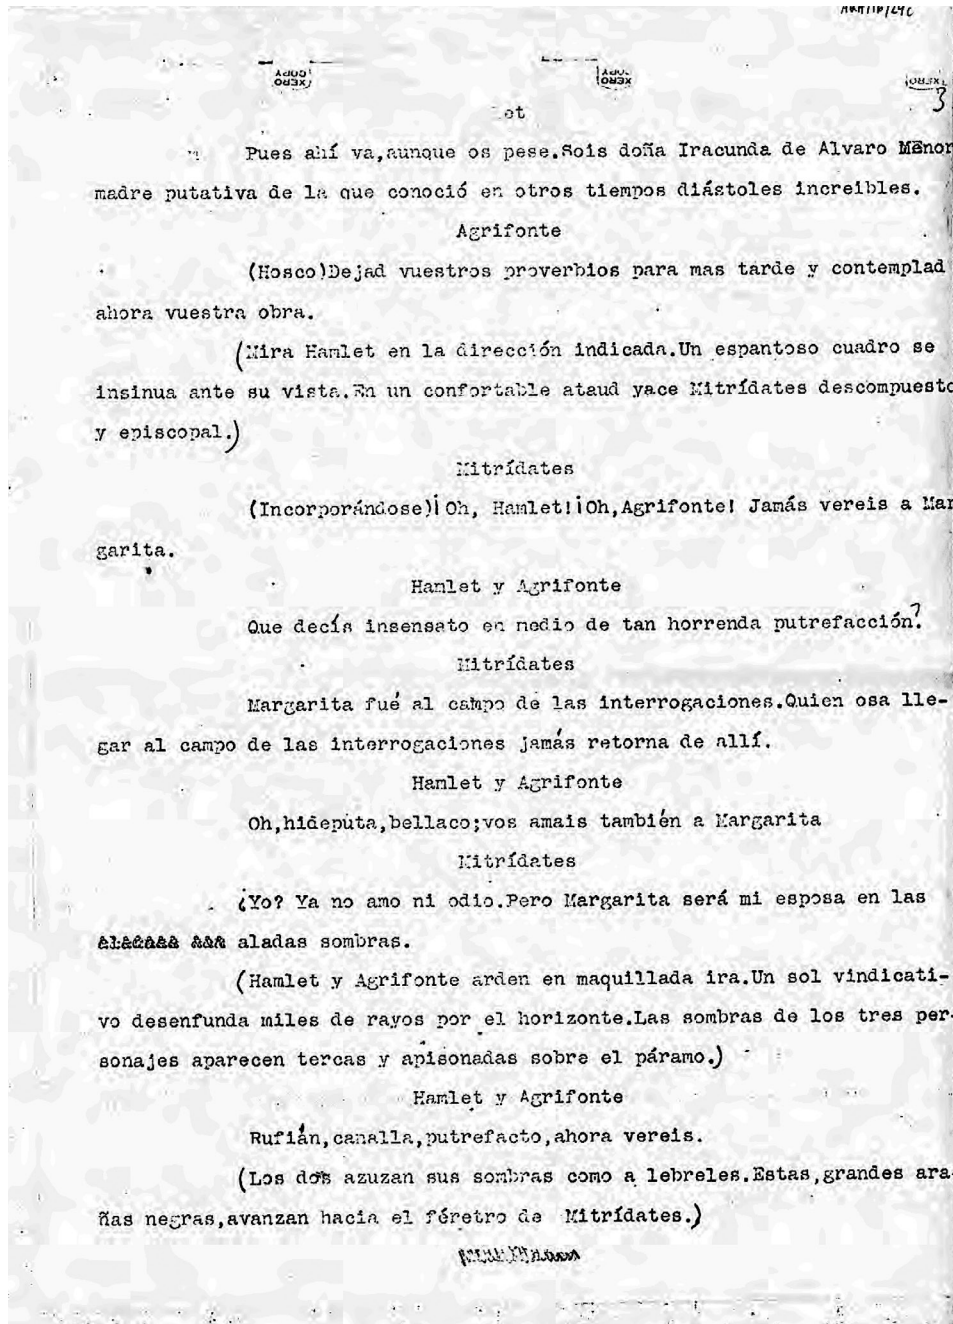 XERO COPY
XERO COPY
XERO
3
et
Pues ahí va,aunque os pese.Sois doña Iracunda de Alvaro Menor
madre putativa de la que conoció en otros tiempos diástoles increibles.
Agrifonte
(Hosco)Dejad vuestros proverbios para mas tarde y contemplad
ahora vuestra obra.
(Mira Hamlet en la dirección indicada.Un espantoso cuadro se
insinua ante su vista.En un confortable ataud yace Mitrídates descompuesto
y episcopal.)
Mitrídates
(Incorporándose)¡Oh, Hamlet!¡Oh,Agrifonte! Jamás vereis a Mar
garita.
Hamlet y Agrifonte
Que decís insensato en medio de tan horrenda putrefacción?
Mitrídates
Margarita fué al campo de las interrogaciones.Quien osa lle-
gar al campo de las interrogaciones jamás retorna de allí.
Hamlet y Agrifonte
Oh,hideputa,bellaco;vos amais también a Margarita
Mitrídates
¿Yo? Ya no amo ni odio.Pero Margarita será mi esposa en las
aladas sombras.
(Hamlet y Agrifonte arden en maquillada ira.Un sol vindicati-
vo desenfunda miles de rayos por el horizonte.Las sombras de los tres per-
sonajes aparecen tercas y apisonadas sobre el páramo.)
Hamlet y Agrifonte
Rufián,canalla,putrefacto,ahora vereis.
(Los dos azuzan sus sombras como a lebreles.Estas,grandes ara-
ñas negras,avanzan hacia el féretro de Mitrídates.)